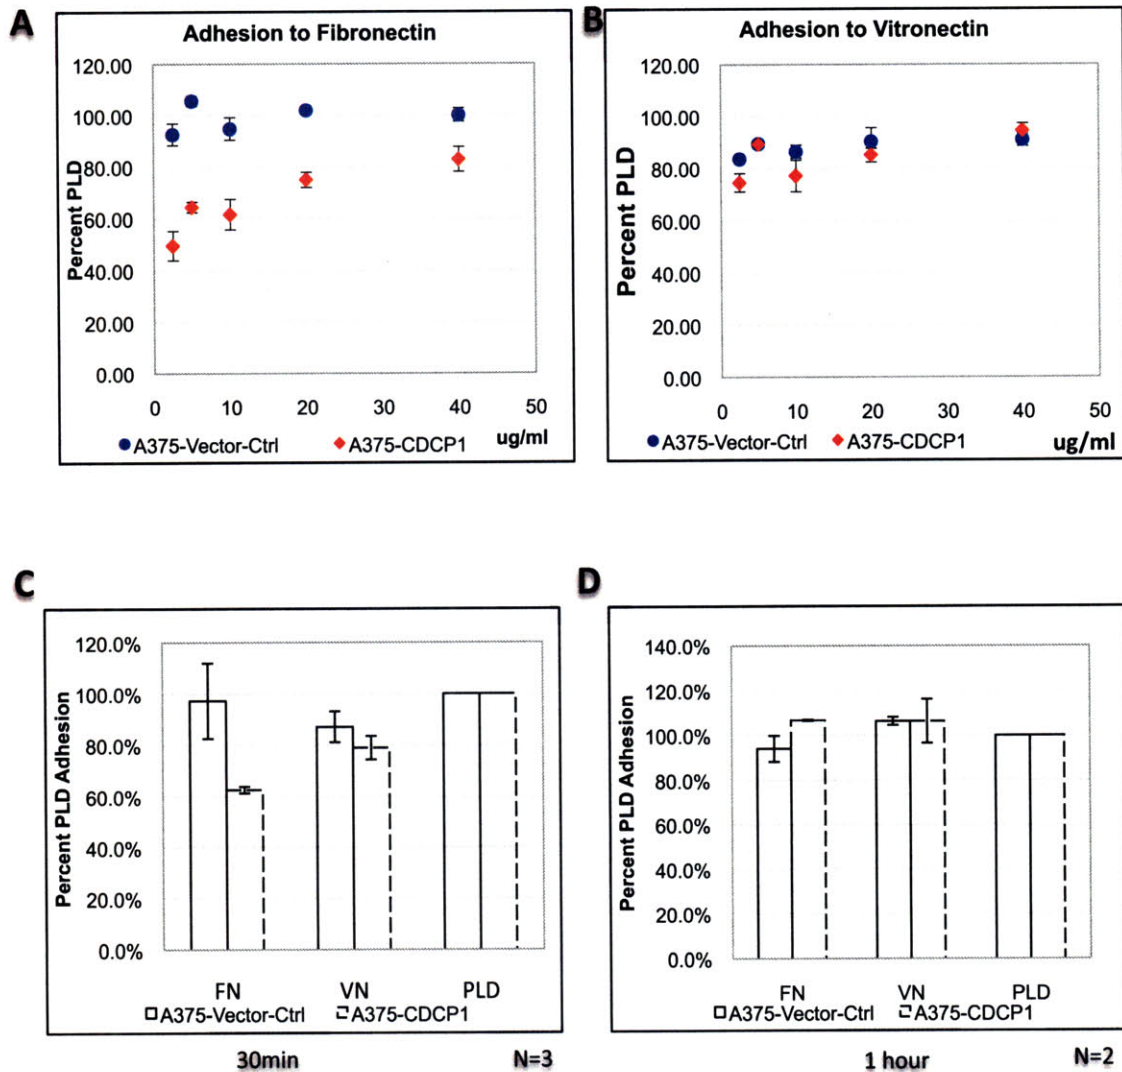 A
Adhesion to Fibronectin
Percent PLD
120.00
100.00
80.00
60.00
40.00
20.00
0.00
0 10 20 30 40 50
A375-Vector-Ctrl A375-CDCP1 ug/ml
B
Adhesion to Vitronectin
Percent PLD
120.00
100.00
80.00
60.00
40.00
20.00
0.00
0 10 20 30 40 50
A375-Vector-Ctrl A375-CDCP1 ug/ml
C
Percent PLD Adhesion
120.0%
100.0%
80.0%
60.0%
40.0%
20.0%
0.0%
FN VN PLD
A375-Vector-Ctrl A375-CDCP1
30min N=3
D
Percent PLD Adhesion
140.0%
120.0%
100.0%
80.0%
60.0%
40.0%
20.0%
0.0%
FN VN PLD
A375-Vector-Ctrl A375-CDCP1
1 hour N=2